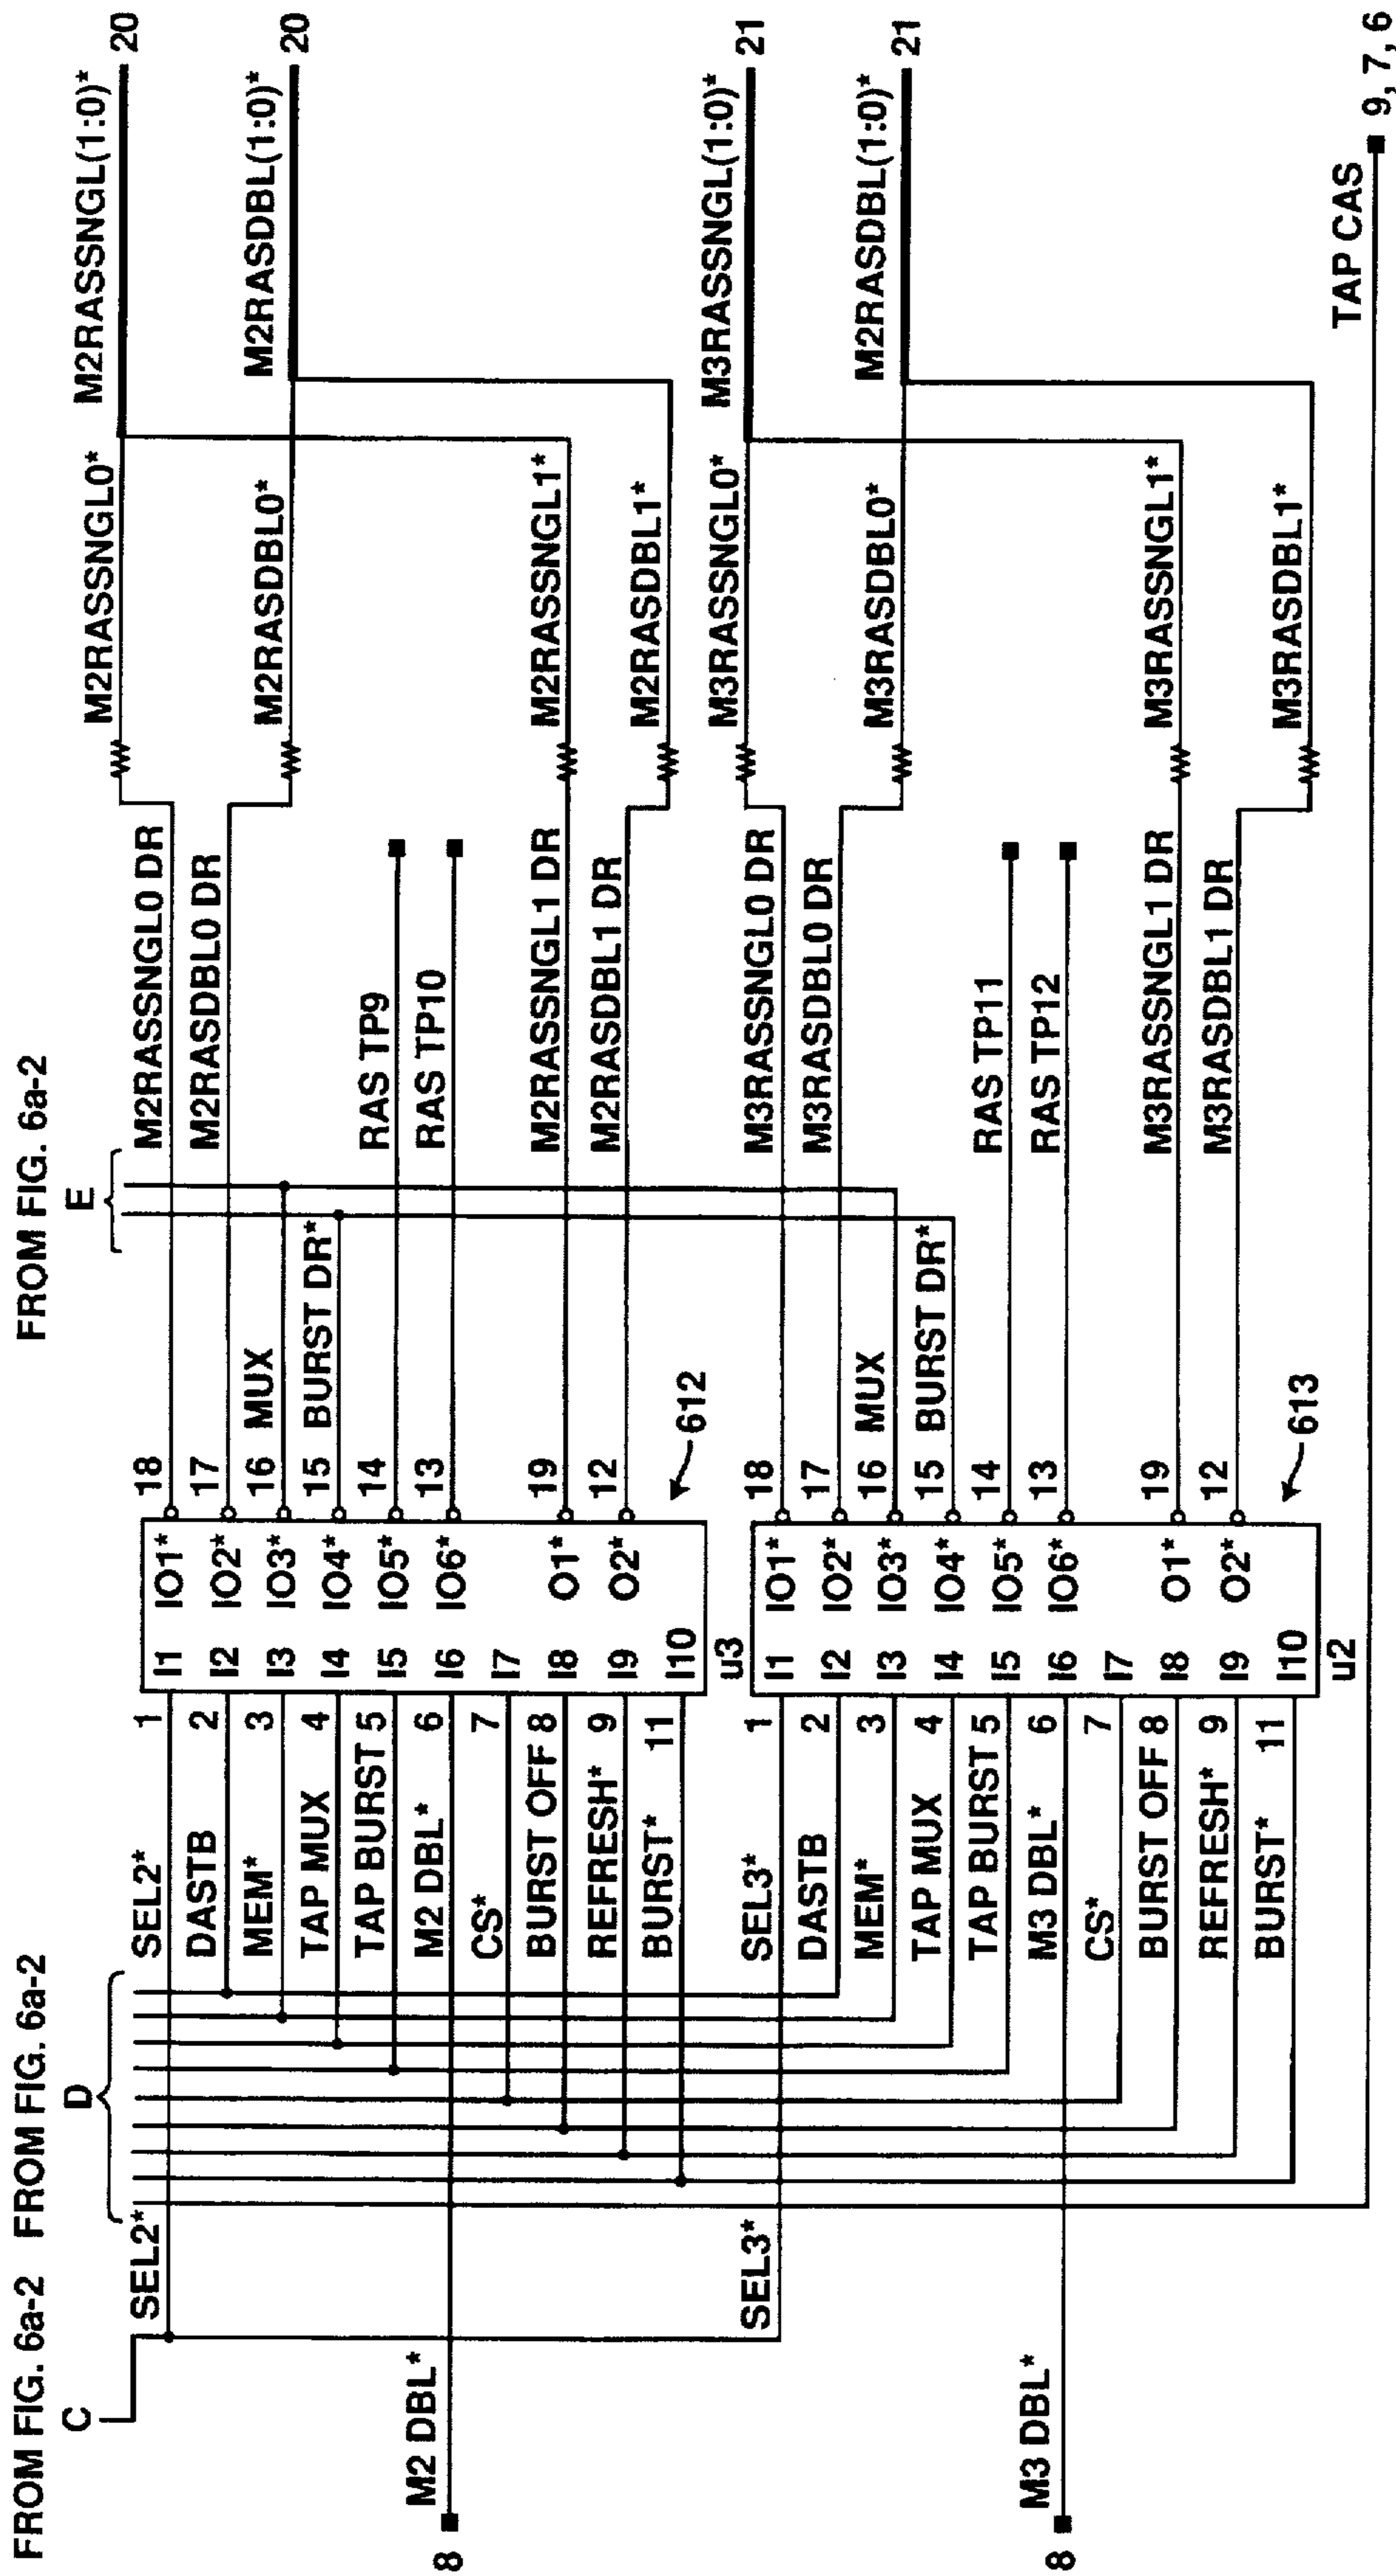 FROM FIG. 6a-2 FROM FIG. 6a-2 FROM FIG. 6a-2
C D E
SEL2* SEL2* 1 I1 IO1* 18 M2RASSNGL0 DR M2RASSNGL0* M2RASSNGL(1:0)* 20
DASTB 2 I2 IO2* 17 M2RASDBL0 DR
MEM* 3 I3 IO3* 16 MUX M2RASDBL0* M2RASDBL(1:0)* 20
TAP MUX 4 I4 IO4* 15 BURST DR*
TAP BURST 5 I5 IO5* 14 RAS TP9
8 M2 DBL* M2 DBL* 6 I6 IO6* 13 RAS TP10
CS* 7 I7
BURST OFF 8 I8 O1* 19 M2RASSNGL1 DR M2RASSNGL1*
REFRESH* 9 I9 O2* 12 M2RASDBL1 DR
BURST* 11 I10 M2RASDBL1*
u3 612
SEL3* SEL3* 1 I1 IO1* 18 M3RASSNGL0 DR M3RASSNGL0* M3RASSNGL(1:0)* 21
DASTB 2 I2 IO2* 17 M3RASDBL0 DR
MEM* 3 I3 IO3* 16 MUX M3RASDBL0* M2RASDBL(1:0)* 21
TAP MUX 4 I4 IO4* 15 BURST DR*
TAP BURST 5 I5 IO5* 14 RAS TP11
8 M3 DBL* M3 DBL* 6 I6 IO6* 13 RAS TP12
CS* 7 I7
BURST OFF 8 I8 O1* 19 M3RASSNGL1 DR M3RASSNGL1*
REFRESH* 9 I9 O2* 12 M3RASDBL1 DR
BURST* 11 I10 M3RASDBL1*
u2 613
TAP CAS 9, 7, 6